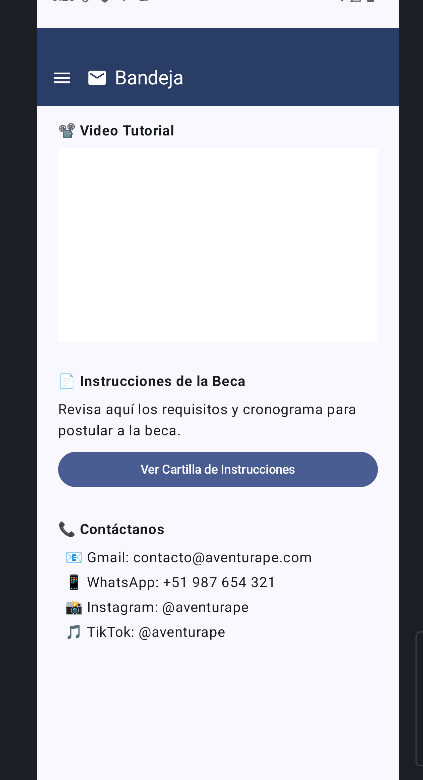 Bandeja
📽️ Video Tutorial
📄 Instrucciones de la Beca
Revisa aquí los requisitos y cronograma para
postular a la beca.
Ver Cartilla de Instrucciones
📞 Contáctanos
📧 Gmail: contacto@aventurape.com
📱 WhatsApp: +51 987 654 321
📸 Instagram: @aventurape
🎵 TikTok: @aventurape